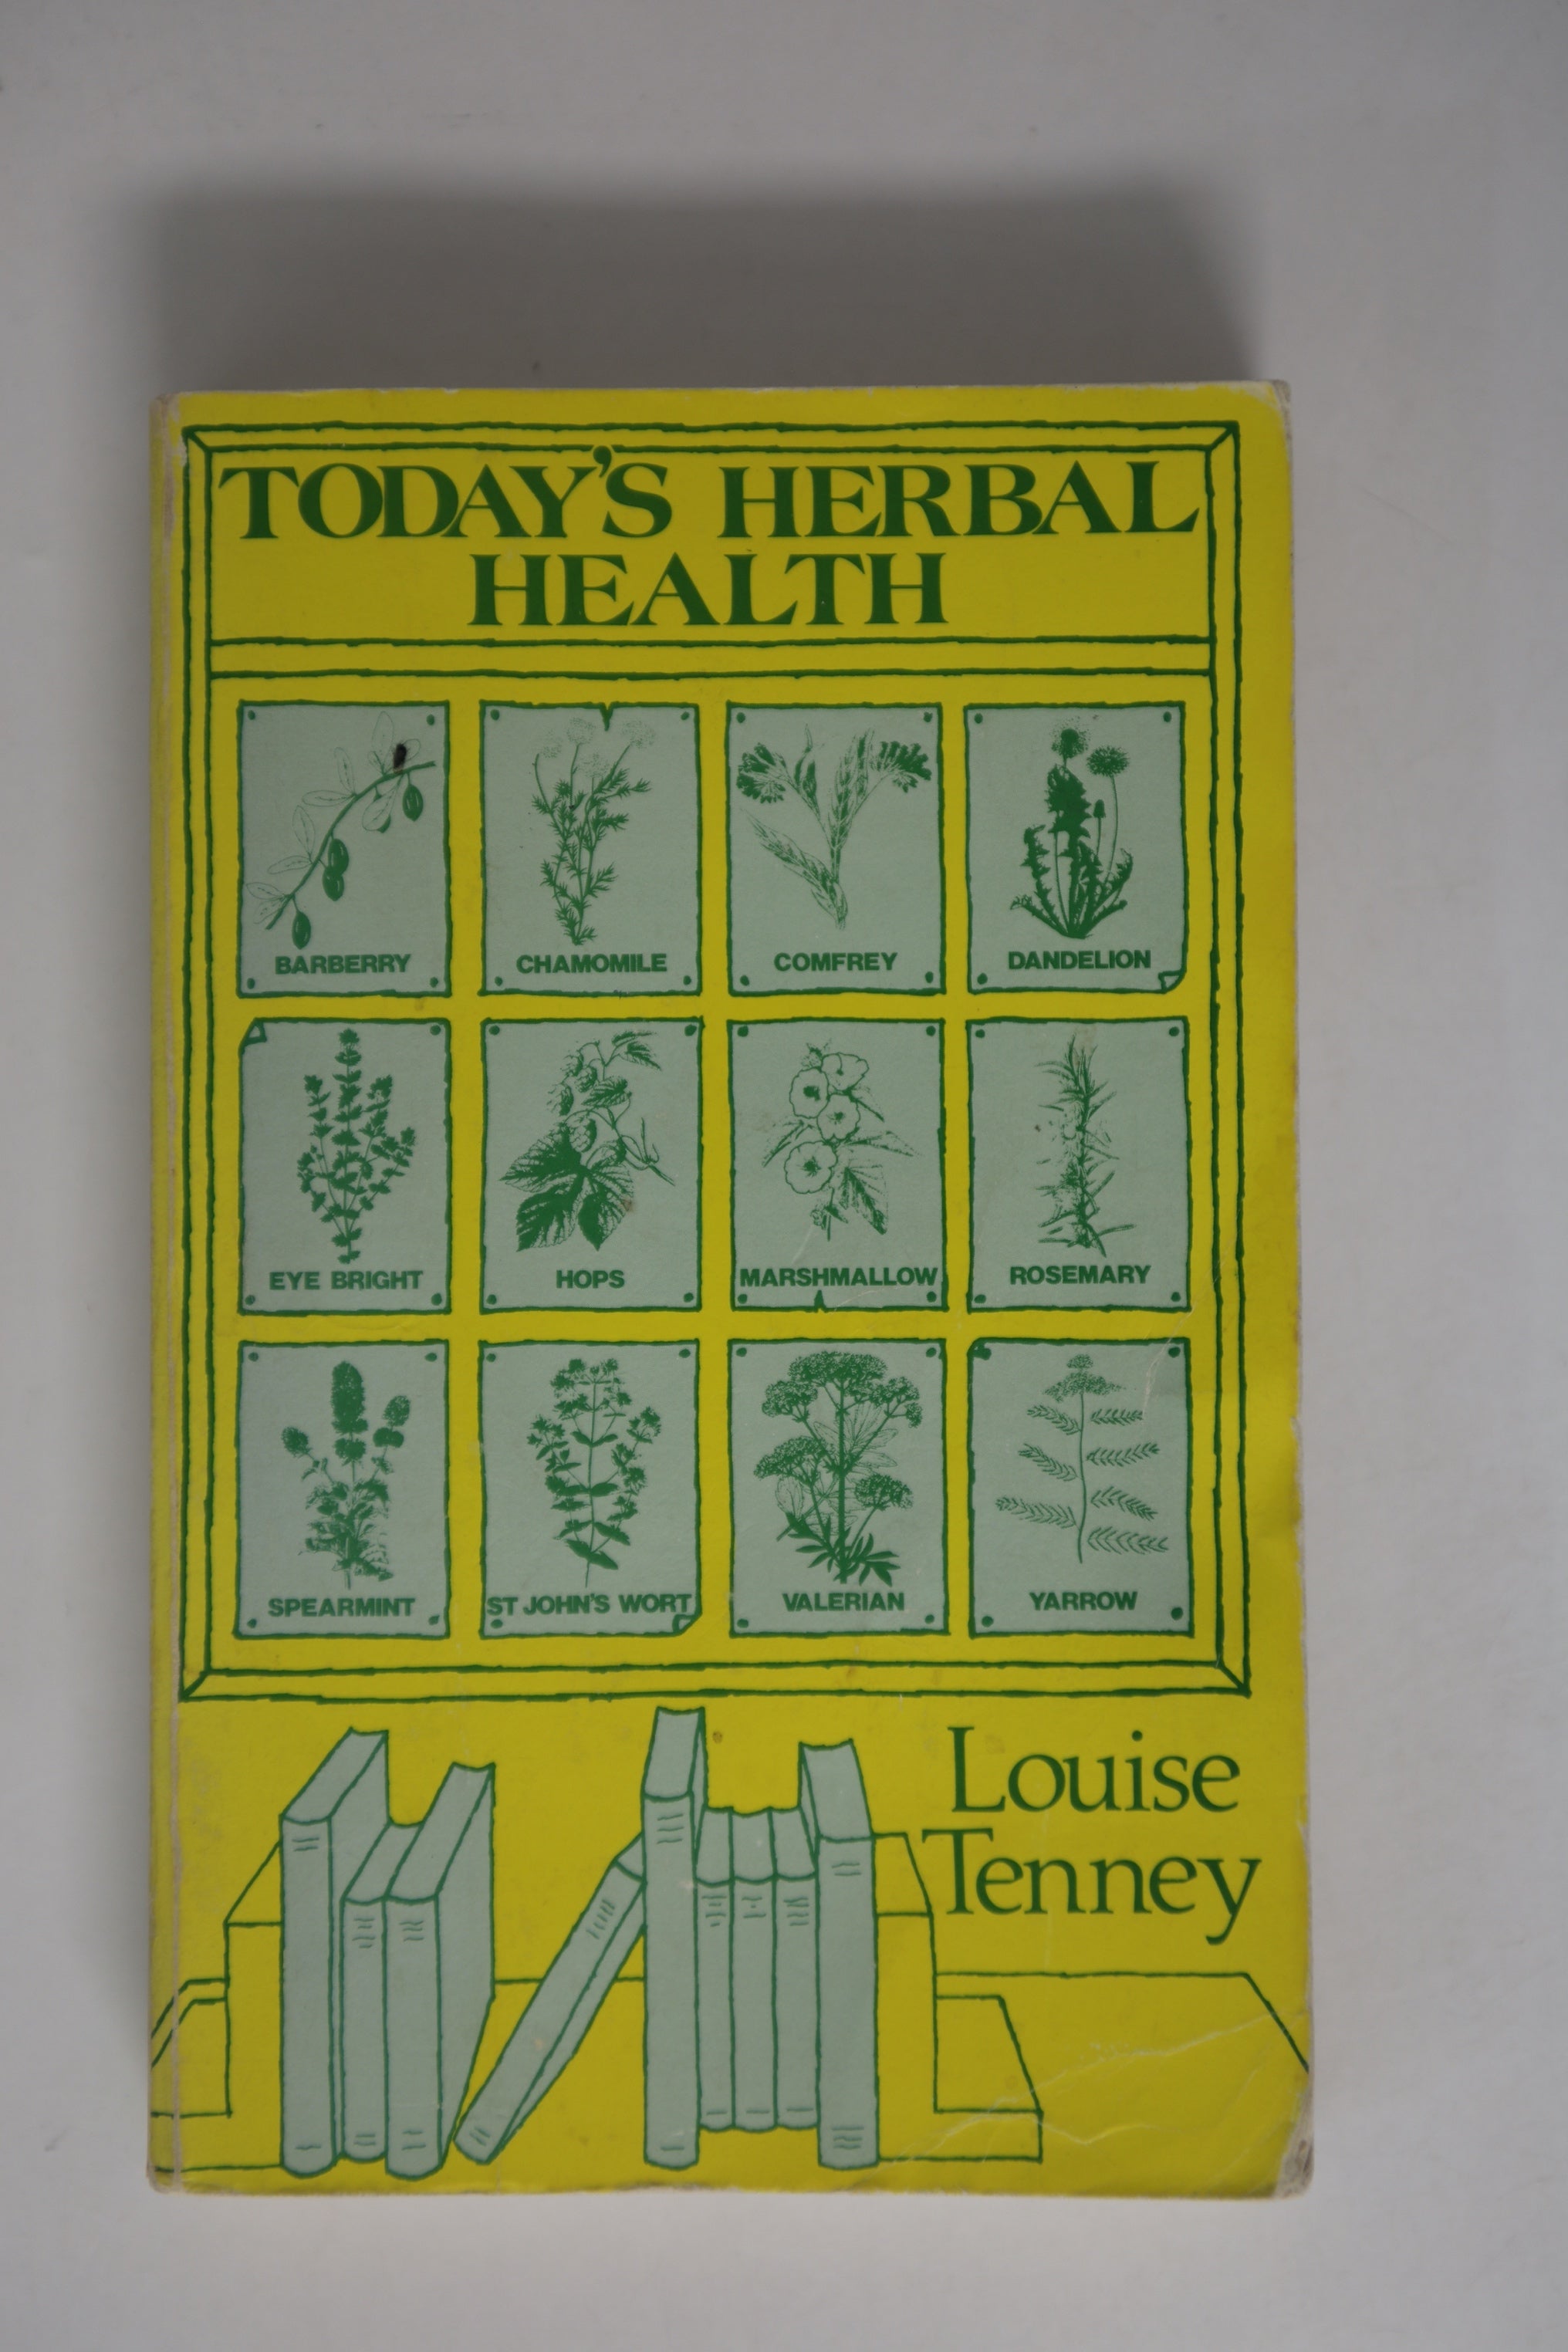 TODAY'S HERBAL
HEALTH
BARBERRY
CHAMOMILE
COMFREY
DANDELION
EYE BRIGHT
HOPS
MARSHMALLOW
ROSEMARY
SPEARMINT
ST JOHN'S WORT
VALERIAN
YARROW
Louise
Tenney